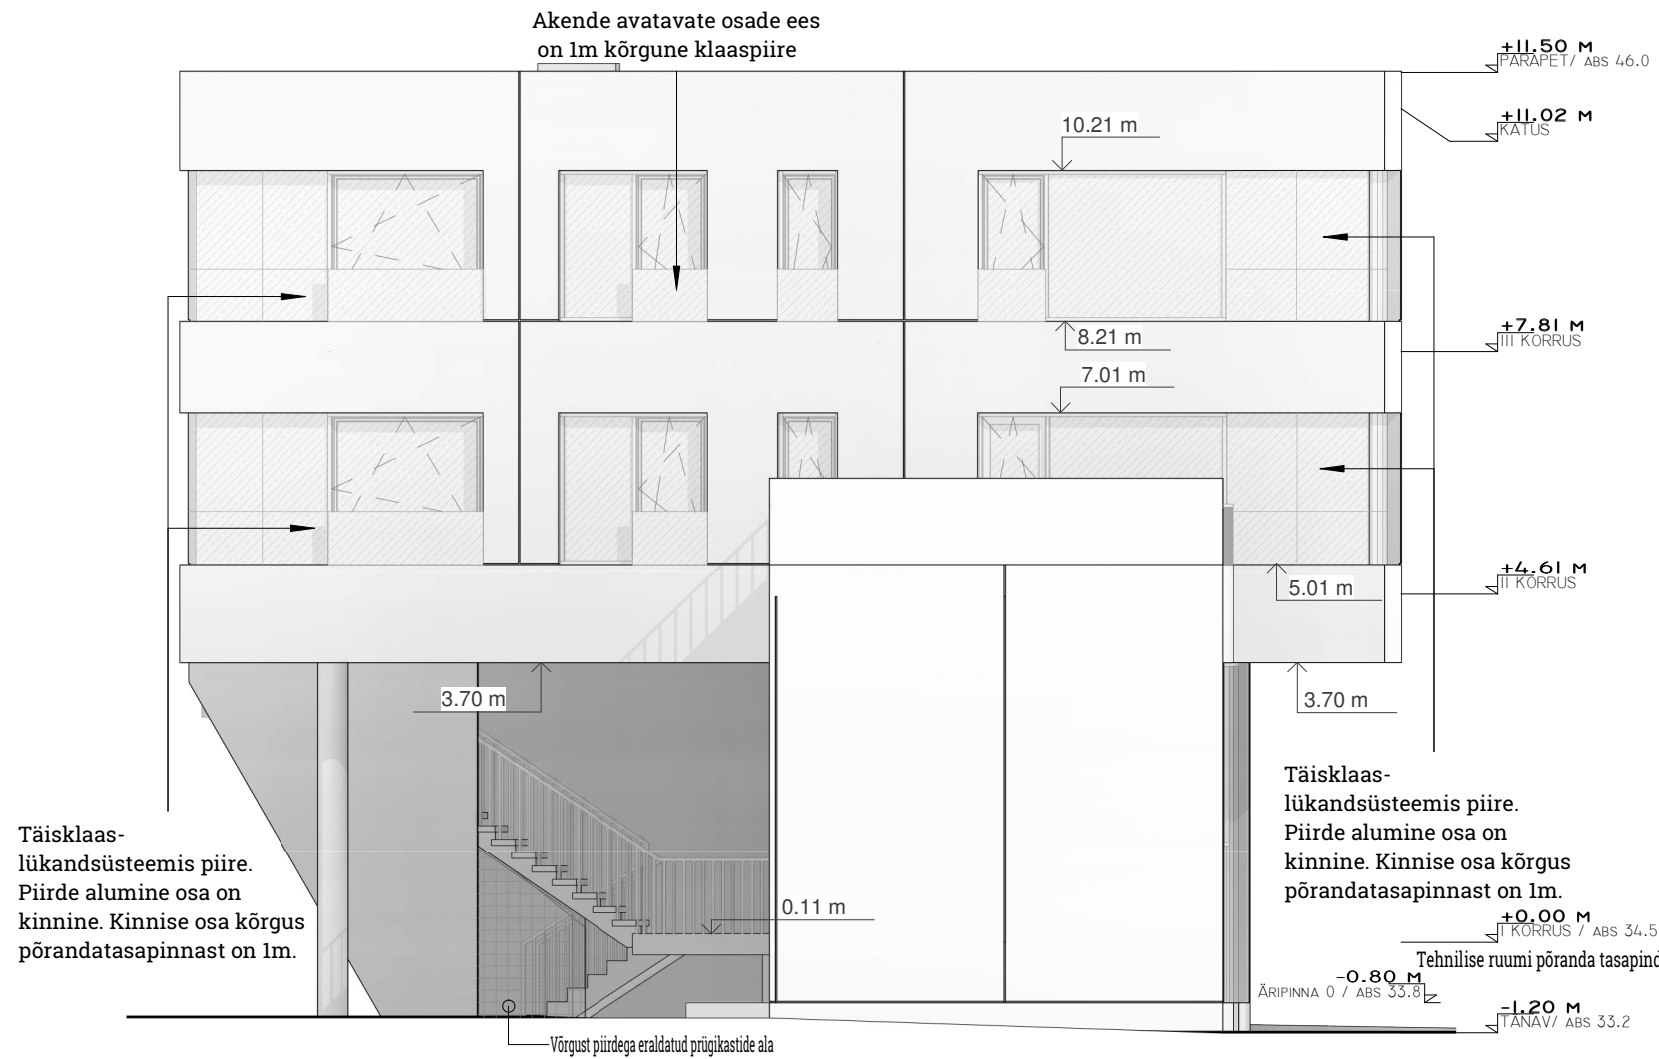 Akende avatavate osade ees
on 1m kõrgune klaaspiire
+11.50 M
PARAPET/ ABS 46.0
+11.02 M
KATUS
10.21 m
8.21 m
+7.81 M
III KORRUS
7.01 m
+4.61 M
II KORRUS
5.01 m
3.70 m
3.70 m
Täisklaas-
lükandsüsteemis piire.
Piirde alumine osa on
kinnine. Kinnise osa kõrgus
põrandatasapinnast on 1m.
Täisklaas-
lükandsüsteemis piire.
Piirde alumine osa on
kinnine. Kinnise osa kõrgus
põrandatasapinnast on 1m.
0.11 m
+0.00 M
I KORRUS / ABS 34.5
Tehnilise ruumi põranda tasapind
-0.80 M
ÄRIPINNA 0 / ABS 33.8
-1.20 M
TÄNAV/ ABS 33.2
Võrgust piirdega eraldatud prügikastide ala